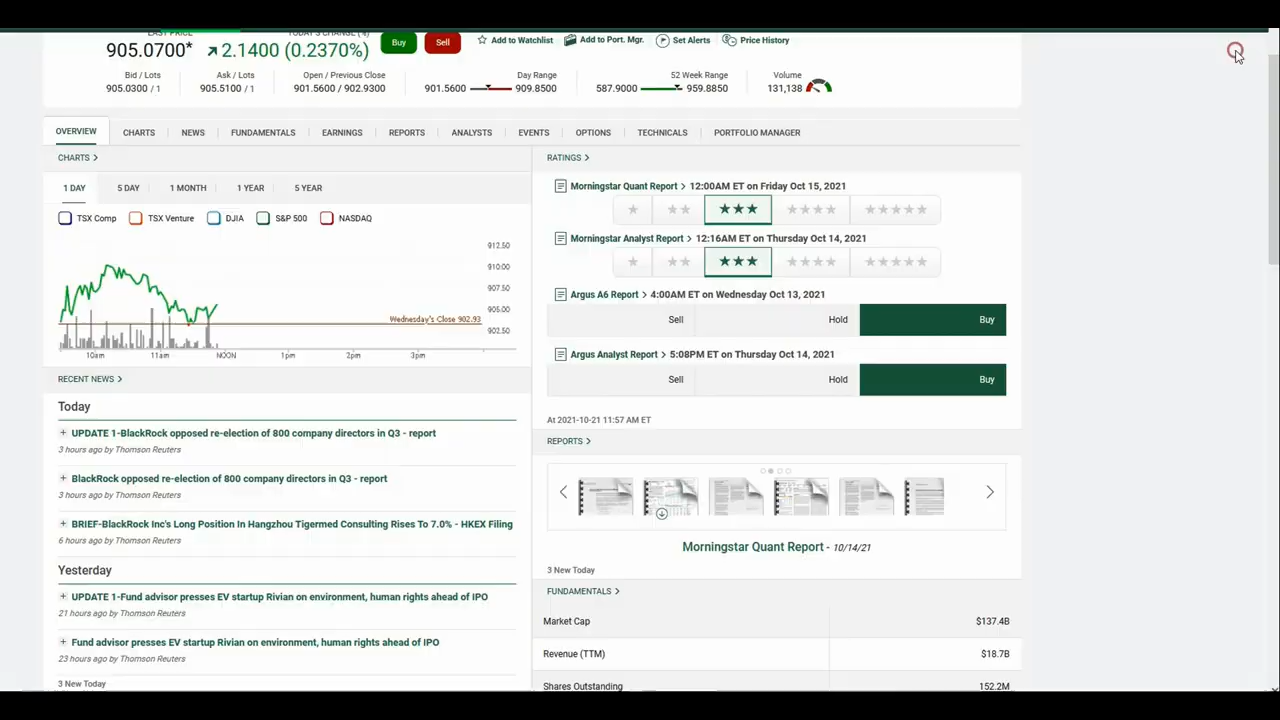 LAST PRICE TODAY'S CHANGE (%)
905.0700* 2.1400 (0.2370%) Buy Sell Add to Watchlist Add to Port. Mgr. Set Alerts Price History
Bid / Lots Ask / Lots Open / Previous Close Day Range 52 Week Range Volume
905.0300 / 1 905.5100 / 1 901.5600 / 902.9300 901.5600 909.8500 587.9000 959.8850 131,138
OVERVIEW CHARTS NEWS FUNDAMENTALS EARNINGS REPORTS ANALYSTS EVENTS OPTIONS TECHNICALS PORTFOLIO MANAGER
CHARTS >
1 DAY 5 DAY 1 MONTH 1 YEAR 5 YEAR
TSX Comp TSX Venture DJIA S&P 500 NASDAQ
912.50
910.00
907.50
905.00
Wednesday's Close 902.93
902.50
10am 11am NOON 1pm 2pm 3pm
RECENT NEWS >
Today
+ UPDATE 1-BlackRock opposed re-election of 800 company directors in Q3 - report
3 hours ago by Thomson Reuters
+ BlackRock opposed re-election of 800 company directors in Q3 - report
3 hours ago by Thomson Reuters
+ BRIEF-BlackRock Inc's Long Position In Hangzhou Tigermed Consulting Rises To 7.0% - HKEX Filing
6 hours ago by Thomson Reuters
Yesterday
+ UPDATE 1-Fund advisor presses EV startup Rivian on environment, human rights ahead of IPO
21 hours ago by Thomson Reuters
+ Fund advisor presses EV startup Rivian on environment, human rights ahead of IPO
23 hours ago by Thomson Reuters
3 New Today
RATINGS >
Morningstar Quant Report > 12:00AM ET on Friday Oct 15, 2021
Morningstar Analyst Report > 12:16AM ET on Thursday Oct 14, 2021
Argus A6 Report > 4:00AM ET on Wednesday Oct 13, 2021
Sell Hold Buy
Argus Analyst Report > 5:08PM ET on Thursday Oct 14, 2021
Sell Hold Buy
At 2021-10-21 11:57 AM ET
REPORTS >
Morningstar Quant Report - 10/14/21
3 New Today
FUNDAMENTALS >
Market Cap $137.4B
Revenue (TTM) $18.7B
Shares Outstanding 152.2M